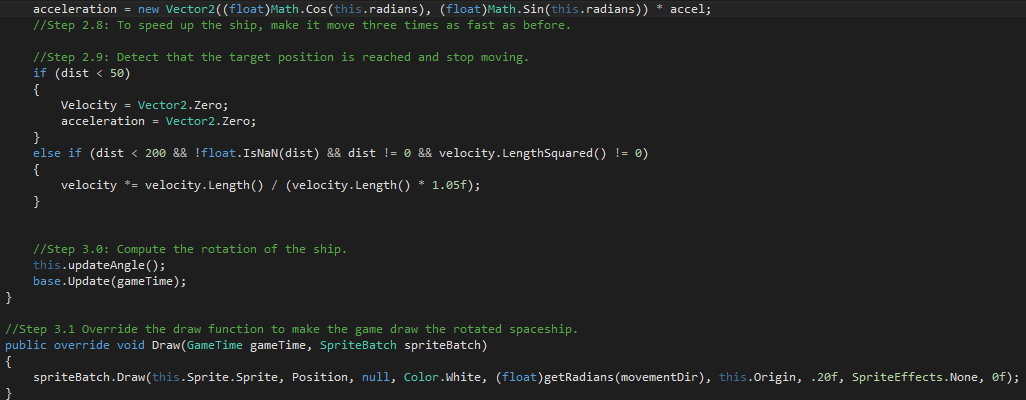 acceleration = new Vector2((float)Math.Cos(this.radians), (float)Math.Sin(this.radians)) * accel;
//Step 2.8: To speed up the ship, make it move three times as fast as before.
//Step 2.9: Detect that the target position is reached and stop moving.
if (dist < 50)
{
Velocity = Vector2.Zero;
acceleration = Vector2.Zero;
}
else if (dist < 200 && !float.IsNaN(dist) && dist != 0 && velocity.LengthSquared() != 0)
{
velocity *= velocity.Length() / (velocity.Length() * 1.05f);
}
//Step 3.0: Compute the rotation of the ship.
this.updateAngle();
base.Update(gameTime);
}
//Step 3.1 Override the draw function to make the game draw the rotated spaceship.
public override void Draw(GameTime gameTime, SpriteBatch spriteBatch)
{
spriteBatch.Draw(this.Sprite.Sprite, Position, null, Color.White, (float)getRadians(movementDir), this.Origin, .20f, SpriteEffects.None, 0f);
}